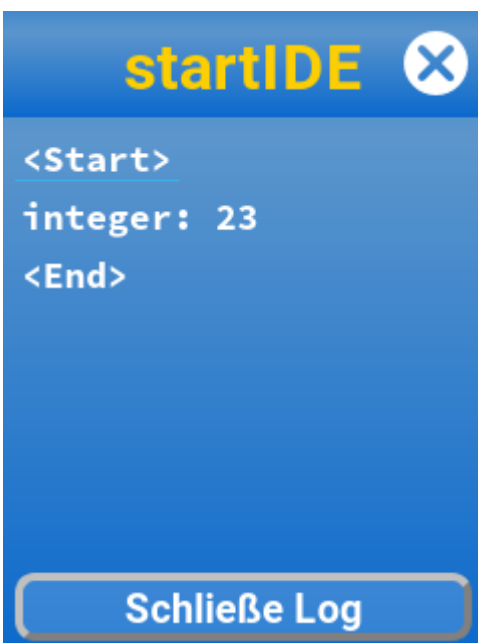 startIDE
<Start>
integer: 23
<End>
Schließe Log